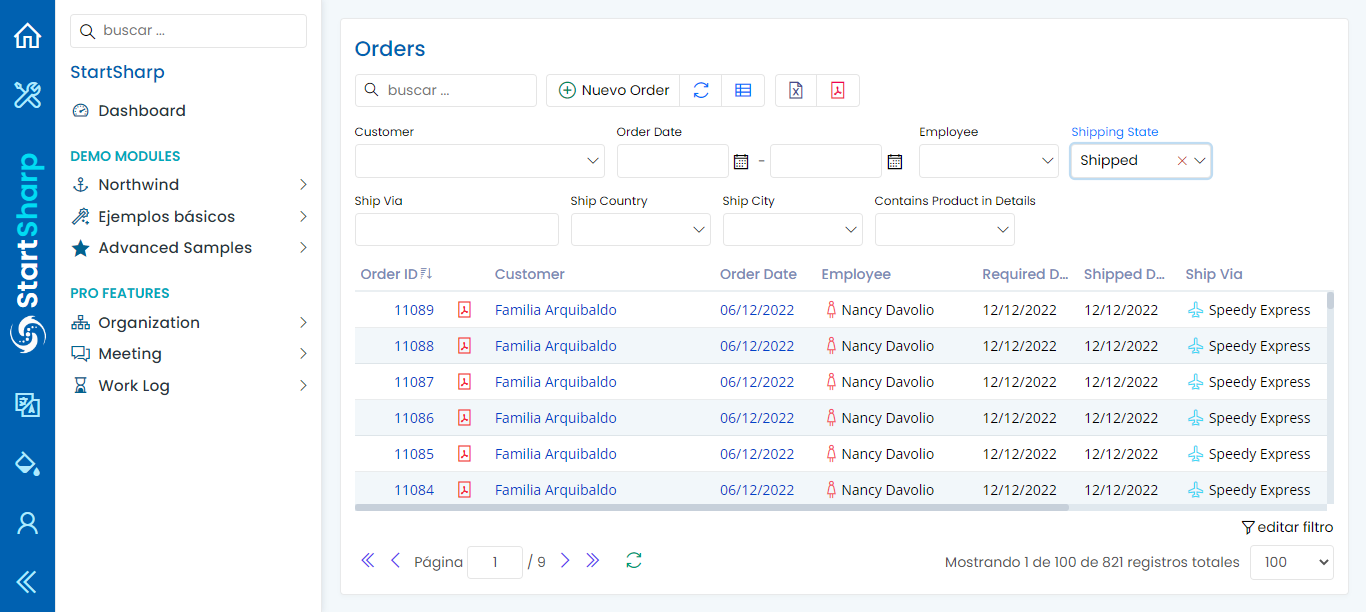 buscar ...
StartSharp
Dashboard
DEMO MODULES
Northwind
Ejemplos básicos
Advanced Samples
PRO FEATURES
Organization
Meeting
Work Log
StartSharp
Orders
buscar ...
Nuevo Order
Customer
Order Date
Employee
Shipping State
-
Shipped
Ship Via
Ship Country
Ship City
Contains Product in Details
Order ID Customer Order Date Employee Required D... Shipped D... Ship Via
11089 Familia Arquibaldo 06/12/2022 Nancy Davolio 12/12/2022 12/12/2022 Speedy Express
11088 Familia Arquibaldo 06/12/2022 Nancy Davolio 12/12/2022 12/12/2022 Speedy Express
11087 Familia Arquibaldo 06/12/2022 Nancy Davolio 12/12/2022 12/12/2022 Speedy Express
11086 Familia Arquibaldo 06/12/2022 Nancy Davolio 12/12/2022 12/12/2022 Speedy Express
11085 Familia Arquibaldo 06/12/2022 Nancy Davolio 12/12/2022 12/12/2022 Speedy Express
11084 Familia Arquibaldo 06/12/2022 Nancy Davolio 12/12/2022 12/12/2022 Speedy Express
editar filtro
Página 1 / 9
Mostrando 1 de 100 de 821 registros totales 100